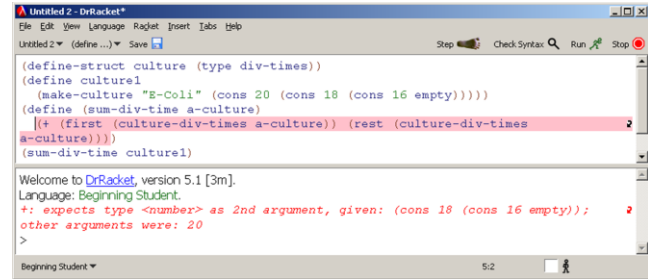 Untitled 2 - DrRacket*
File Edit View Language Racket Insert Tabs Help
Untitled 2 (define ...) Save Step Check Syntax Run Stop
(define-struct culture (type div-times))
(define culture1
(make-culture "E-Coli" (cons 20 (cons 18 (cons 16 empty)))))
(define (sum-div-time a-culture)
(+ (first (culture-div-times a-culture)) (rest (culture-div-times
a-culture))))
(sum-div-time culture1)
Welcome to DrRacket, version 5.1 [3m].
Language: Beginning Student.
+: expects type <number> as 2nd argument, given: (cons 18 (cons 16 empty));
other arguments were: 20
>
Beginning Student 5:2